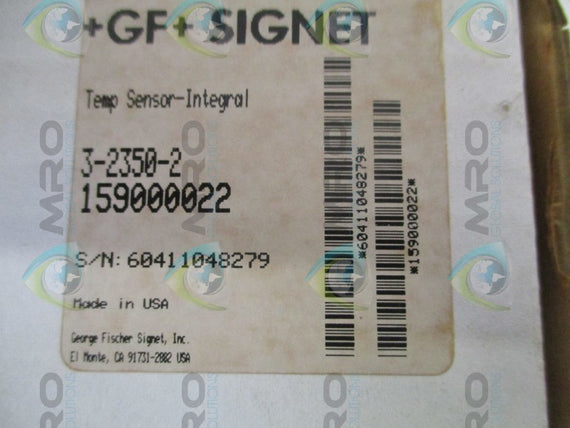 +GF+ SIGNET
Temp Sensor-Integral
3-2350-2
159000022
S/N: 60411048279
Made in USA
George Fischer Signet, Inc.
El Monte, CA 91731-2882 USA
*60411048279*
*159000022*
MRO